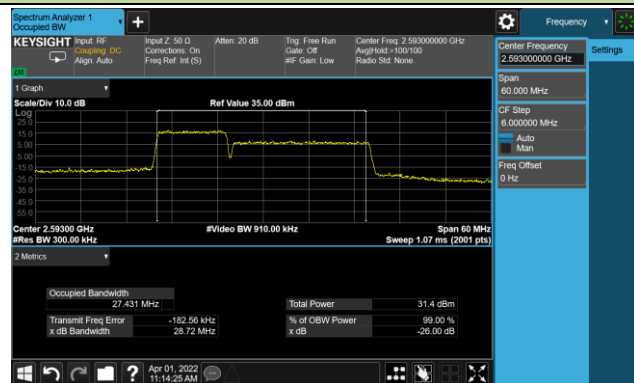 Spectrum Analyzer 1
Occupied BW
+
Frequency
KEYSIGHT
Input: RF
Coupling: DC
Align: Auto
Input Z: 50 Ω
Corrections: On
Freq Ref: Int (S)
Atten: 20 dB
Trig: Free Run
Gate: Off
#IF Gain: Low
Center Freq: 2.593000000 GHz
Avg|Hold:>100/100
Radio Std: None
Center Frequency
2.593000000 GHz
Settings
Span
60.000 MHz
CF Step
6.000000 MHz
Auto
Man
Freq Offset
0 Hz
1 Graph
Scale/Div 10.0 dB
Ref Value 35.00 dBm
Log
25.0
15.0
5.00
-5.00
-15.0
-25.0
-35.0
-45.0
-55.0
Center 2.59300 GHz
#Video BW 910.00 kHz
Span 60 MHz
#Res BW 300.00 kHz
Sweep 1.07 ms (2001 pts)
2 Metrics
Occupied Bandwidth
27.431 MHz
Total Power
31.4 dBm
Transmit Freq Error
-182.56 kHz
% of OBW Power
99.00 %
x dB Bandwidth
28.72 MHz
x dB
-26.00 dB
?
Apr 01, 2022
11:14:25 AM